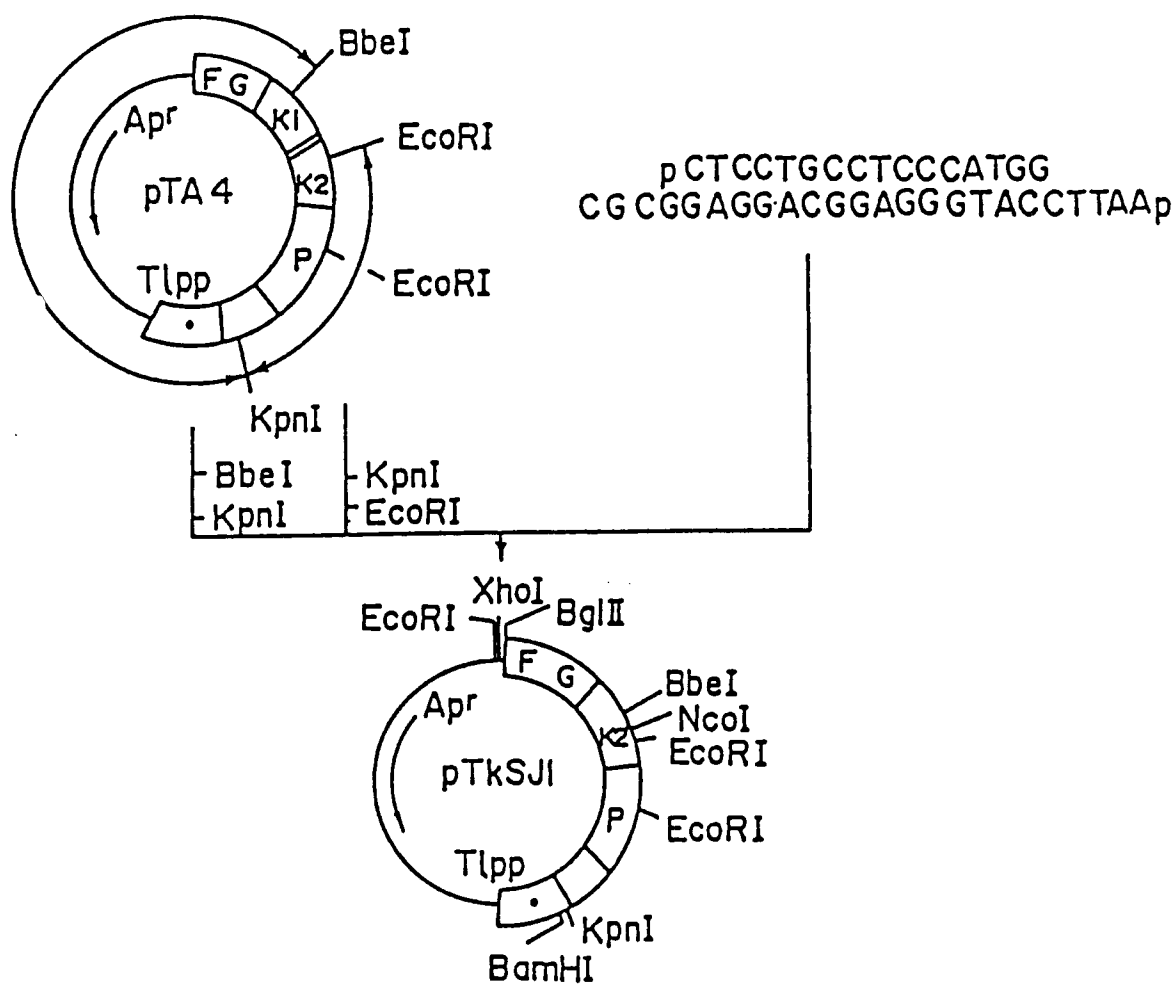 BbeI
F G
K1
Apr
EcoRI
K2
pTA4
pCTCCTGCCTCCCATGG
CGCGGAGGACGGAGGGTACCTTAAp
P
EcoRI
Tlpp
KpnI
BbeI
KpnI
KpnI
EcoRI
XhoI
EcoRI
BglII
F G
BbeI
Apr
NcoI
K2
EcoRI
pTkSJ1
P
EcoRI
Tlpp
KpnI
BamHI